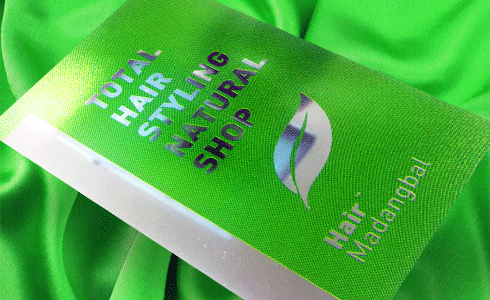 TOTAL
HAIR
STYLING
NATURAL
SHOP
Hair
Madangbal